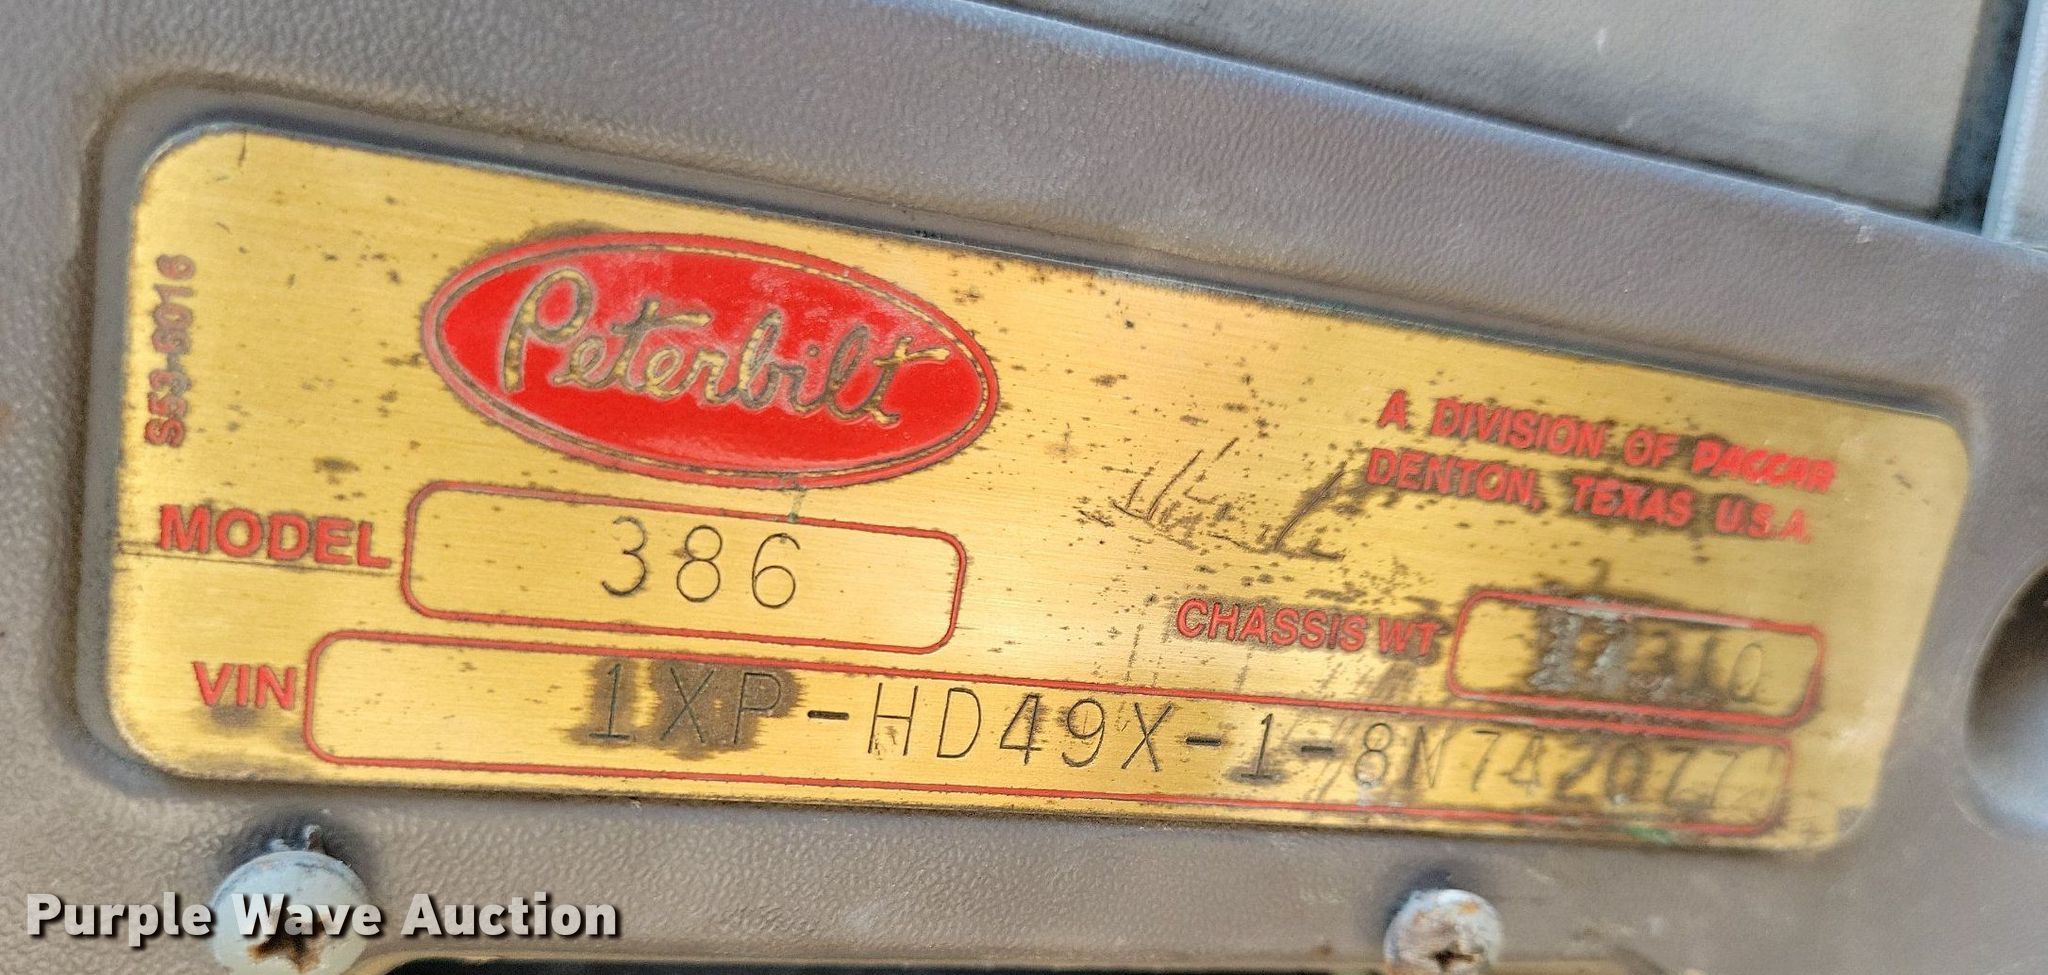 S53-6016
Peterbilt
A DIVISION OF PACCAR
DENTON, TEXAS U.S.A.
MODEL 386
CHASSIS WT
VIN 1XP-HD49X-1-8N742077
Purple Wave Auction